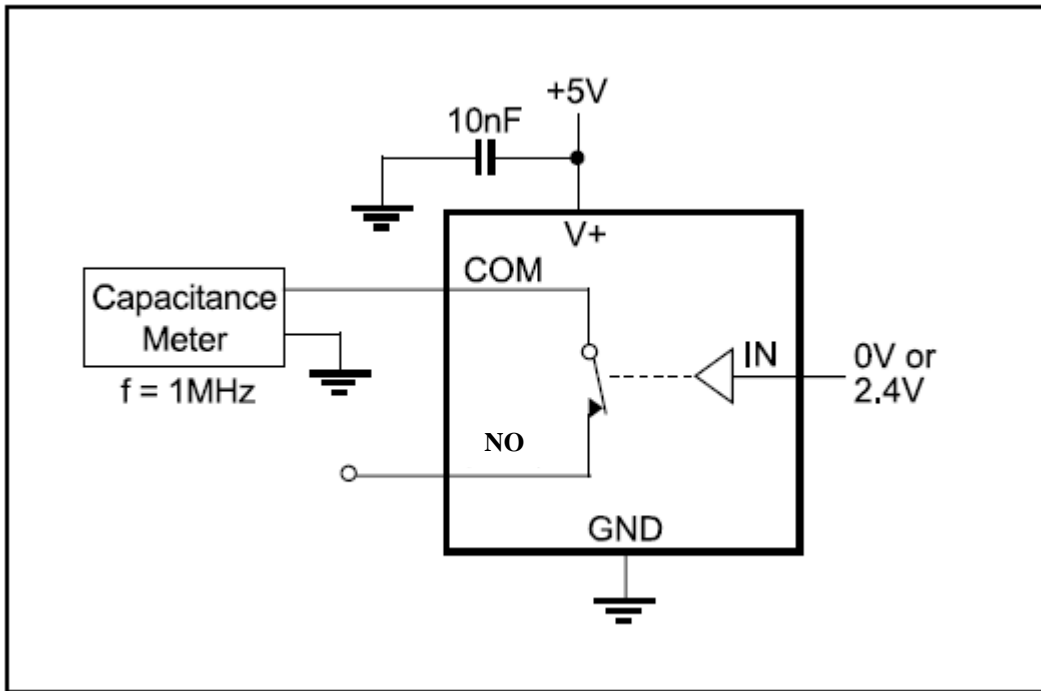 +5V
10nF
V+
COM
Capacitance
Meter
f = 1MHz
IN
0V or
2.4V
NO
GND